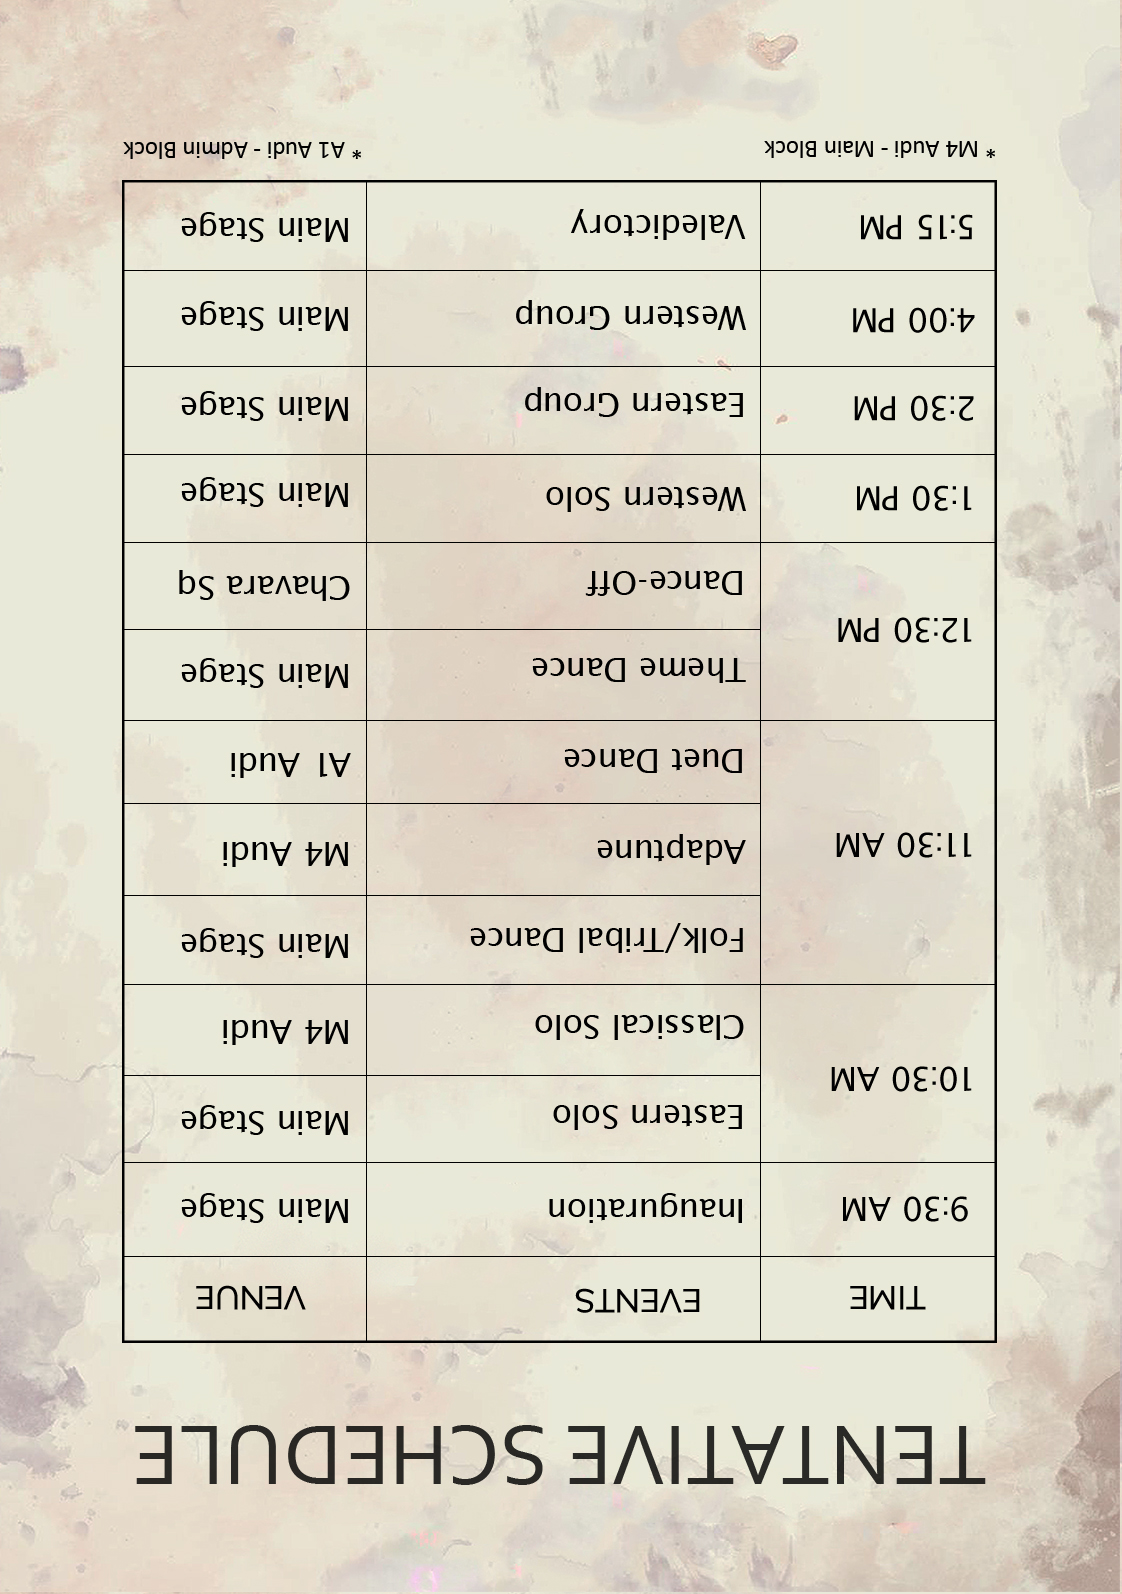 TENTATIVE SCHEDULE
TIME EVENTS VENUE
9:30 AM Inauguration Main Stage
10:30 AM Eastern Solo Main Stage
Classical Solo M4 Audi
11:30 AM Folk/Tribal Dance Main Stage
Adaptune M4 Audi
Duet Dance A1 Audi
12:30 PM Theme Dance Main Stage
Dance-Off Chavara Sq
1:30 PM Western Solo Main Stage
2:30 PM Eastern Group Main Stage
4:00 PM Western Group Main Stage
5:15 PM Valedictory Main Stage
* M4 Audi - Main Block * A1 Audi - Admin Block